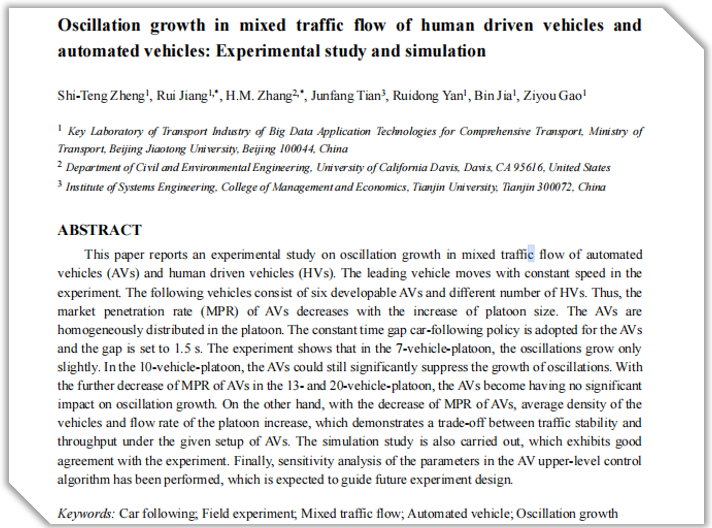 Oscillation growth in mixed traffic flow of human driven vehicles and
automated vehicles: Experimental study and simulation
Shi-Teng Zheng¹, Rui Jiang¹,*, H.M. Zhang²,*, Junfang Tian³, Ruidong Yan¹, Bin Jia¹, Ziyou Gao¹
¹ Key Laboratory of Transport Industry of Big Data Application Technologies for Comprehensive Transport, Ministry of
Transport, Beijing Jiaotong University, Beijing 100044, China
² Department of Civil and Environmental Engineering, University of California Davis, Davis, CA 95616, United States
³ Institute of Systems Engineering, College of Management and Economics, Tianjin University, Tianjin 300072, China
ABSTRACT
This paper reports an experimental study on oscillation growth in mixed traffic flow of automated
vehicles (AVs) and human driven vehicles (HVs). The leading vehicle moves with constant speed in the
experiment. The following vehicles consist of six developable AVs and different number of HVs. Thus, the
market penetration rate (MPR) of AVs decreases with the increase of platoon size. The AVs are
homogeneously distributed in the platoon. The constant time gap car-following policy is adopted for the AVs
and the gap is set to 1.5 s. The experiment shows that in the 7-vehicle-platoon, the oscillations grow only
slightly. In the 10-vehicle-platoon, the AVs could still significantly suppress the growth of oscillations. With
the further decrease of MPR of AVs in the 13- and 20-vehicle-platoon, the AVs become having no significant
impact on oscillation growth. On the other hand, with the decrease of MPR of AVs, average density of the
vehicles and flow rate of the platoon increase, which demonstrates a trade-off between traffic stability and
throughput under the given setup of AVs. The simulation study is also carried out, which exhibits good
agreement with the experiment. Finally, sensitivity analysis of the parameters in the AV upper-level control
algorithm has been performed, which is expected to guide future experiment design.
Keywords: Car following; Field experiment; Mixed traffic flow; Automated vehicle; Oscillation growth